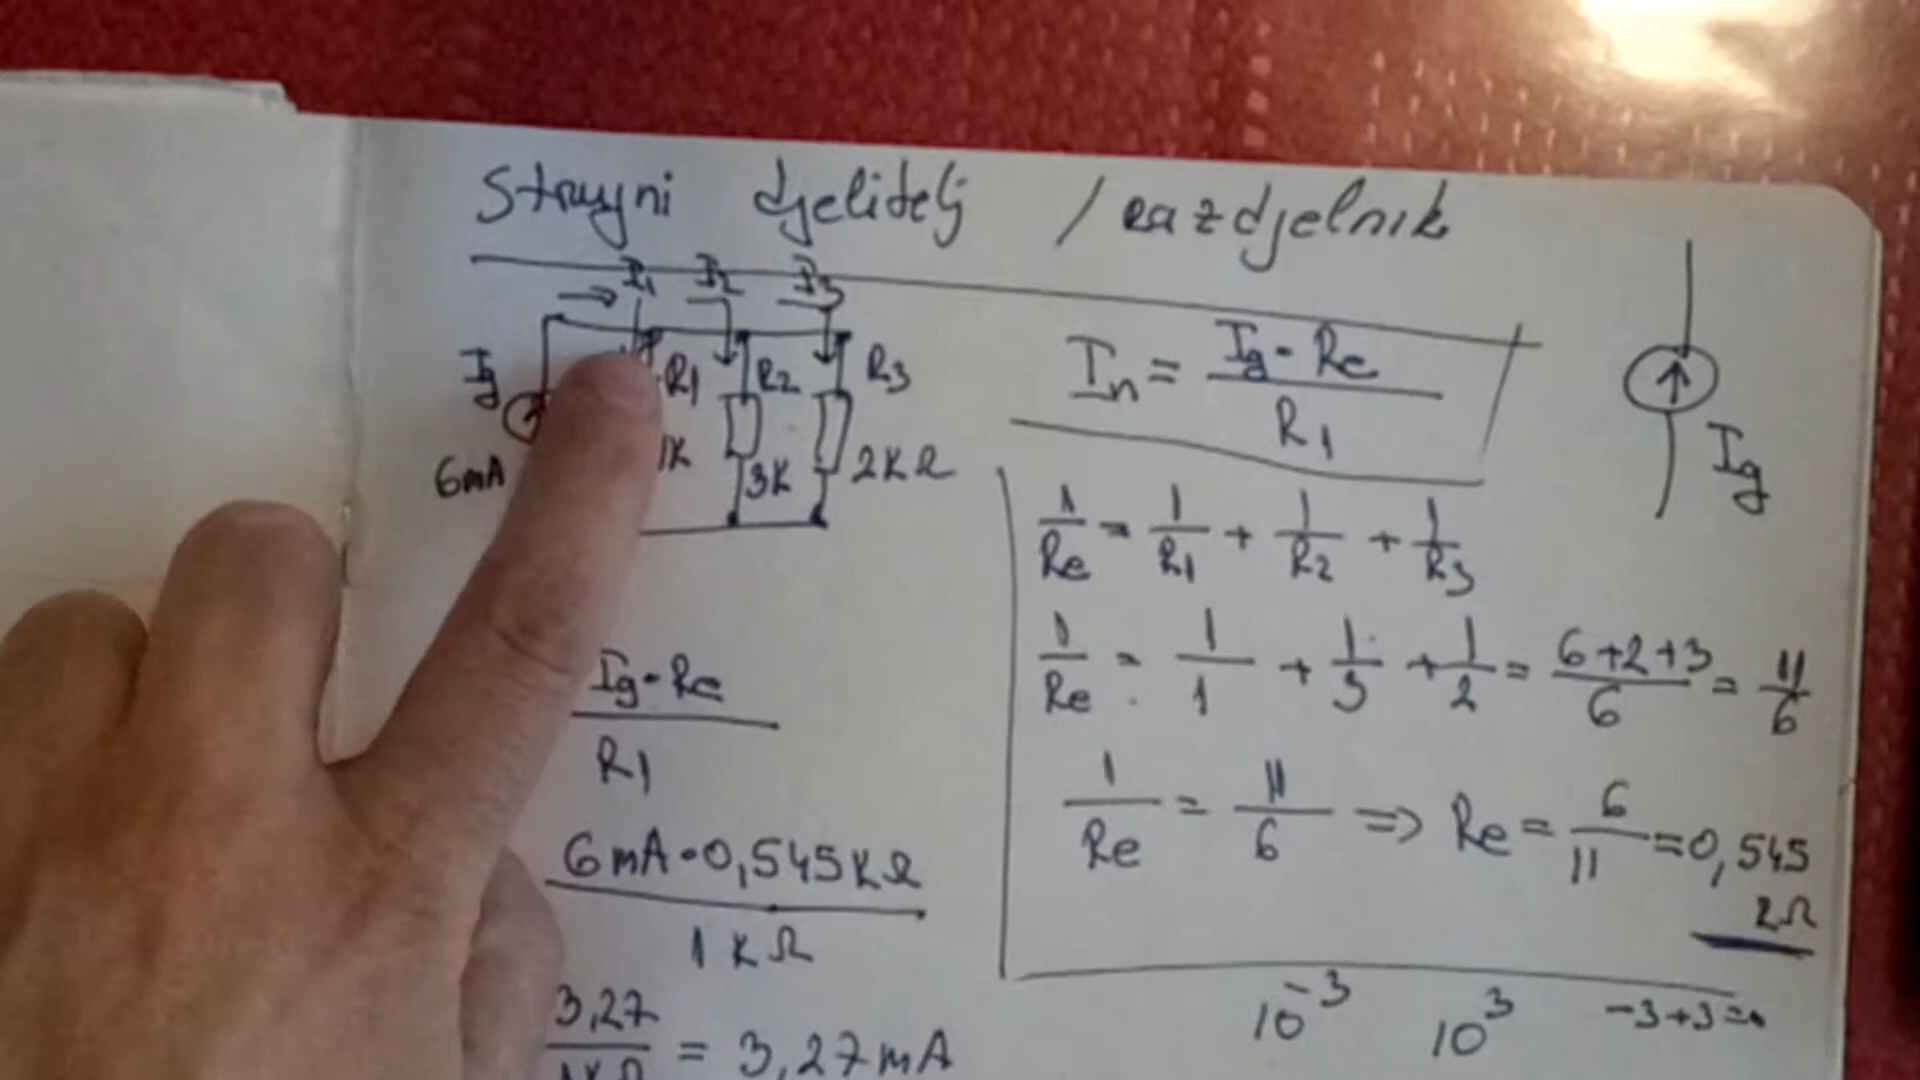 Strujni djelitelj / razdjelnik
I1 I2 I3
Ig R1 R2 R3
6mA 1K 3K 2KΩ
In = Ig · Re / R1
Ig
1/Re = 1/R1 + 1/R2 + 1/R3
1/Re = 1/1 + 1/3 + 1/2 = 6+2+3/6 = 11/6
1/Re = 11/6 => Re = 6/11 = 0,545
Ig · Re / R1
6mA · 0,545KΩ / 1KΩ
3,27 / 1KΩ = 3,27mA
10^-3 10^3 -3+3=0